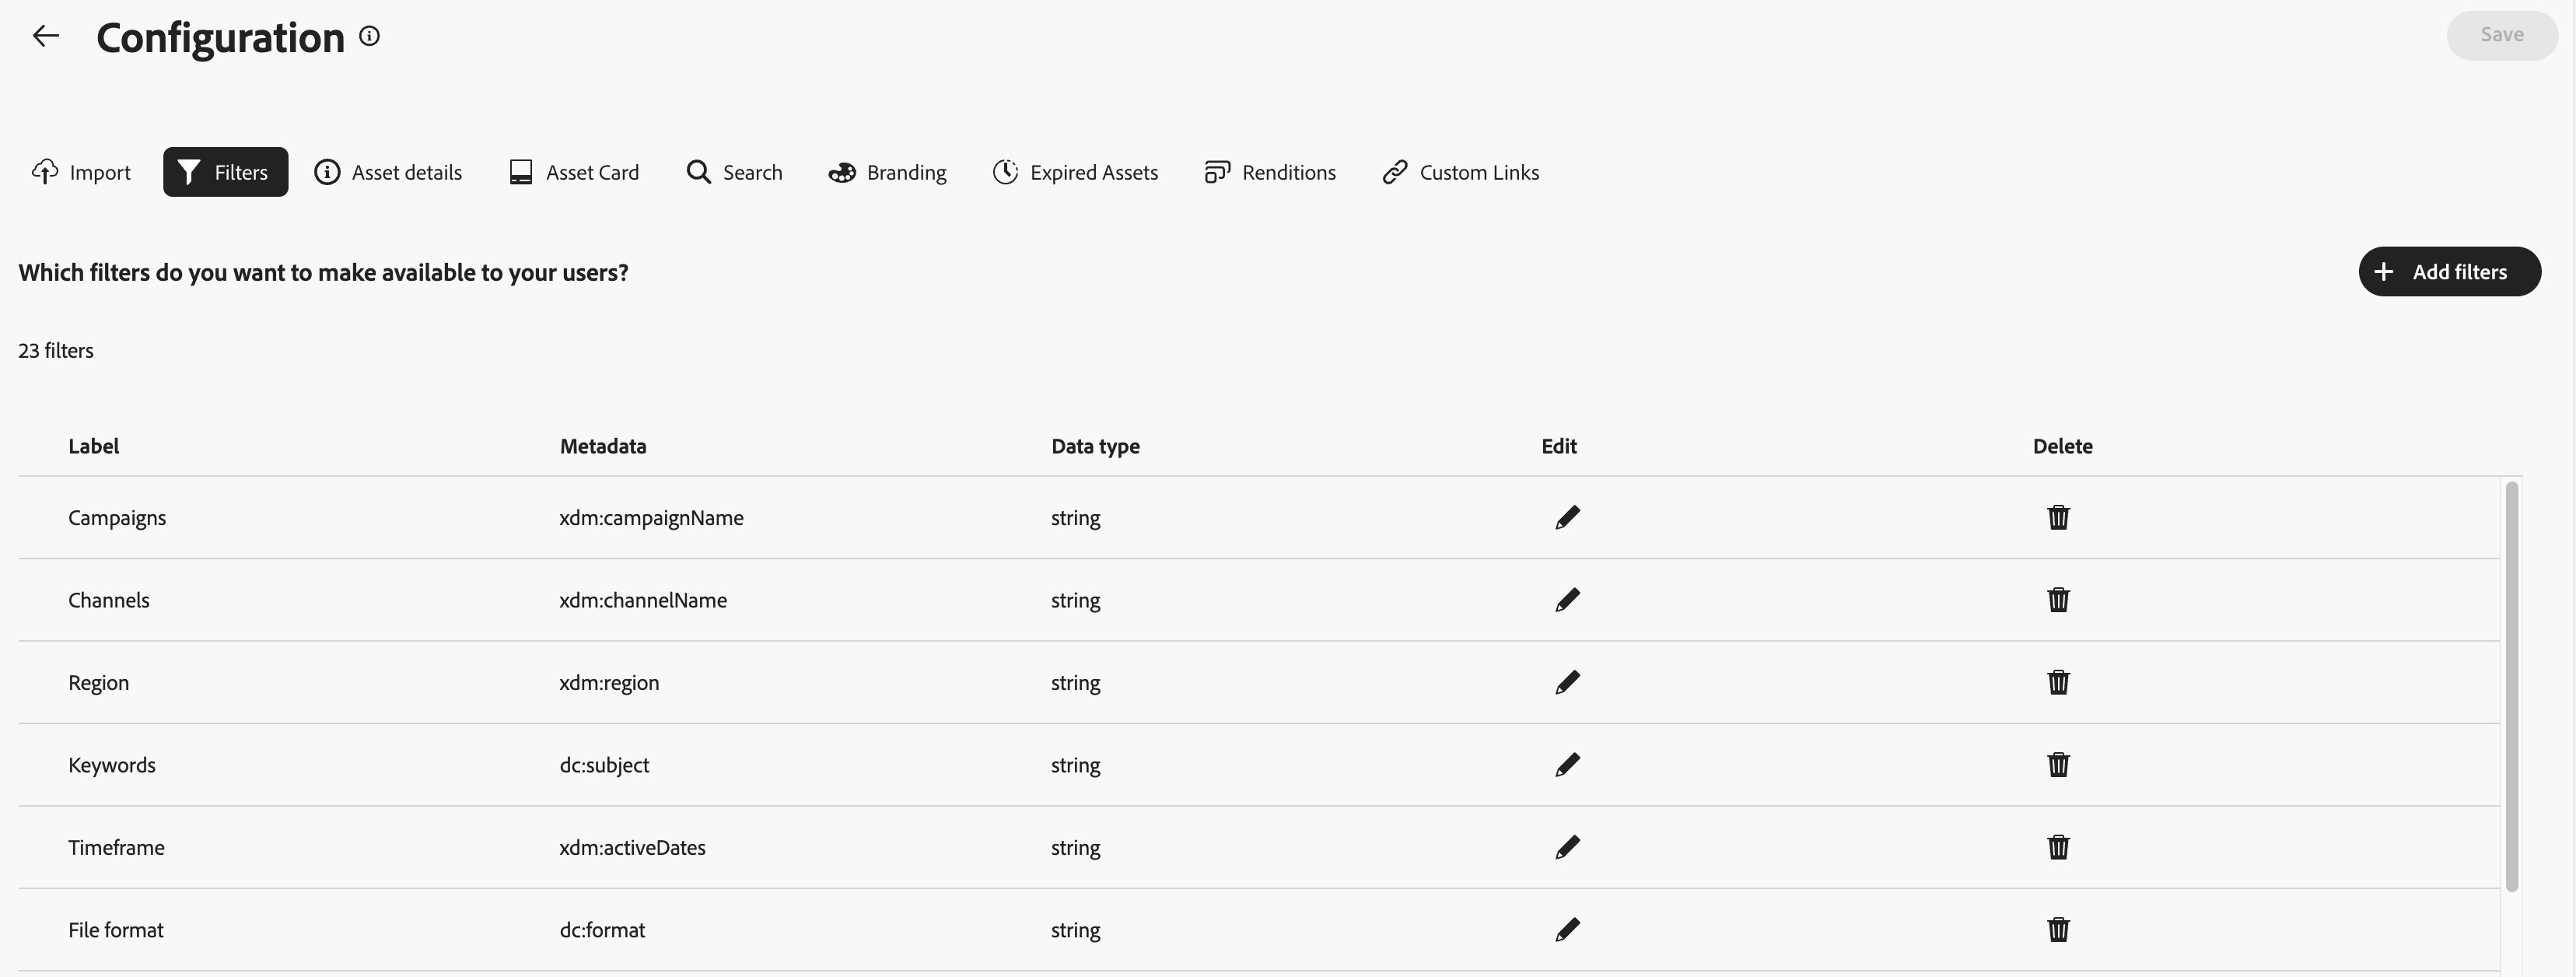 Configuration
Save
Import Filters Asset details Asset Card Search Branding Expired Assets Renditions Custom Links
Which filters do you want to make available to your users?
Add filters
23 filters
Label Metadata Data type Edit Delete
Campaigns xdm:campaignName string
Channels xdm:channelName string
Region xdm:region string
Keywords dc:subject string
Timeframe xdm:activeDates string
File format dc:format string